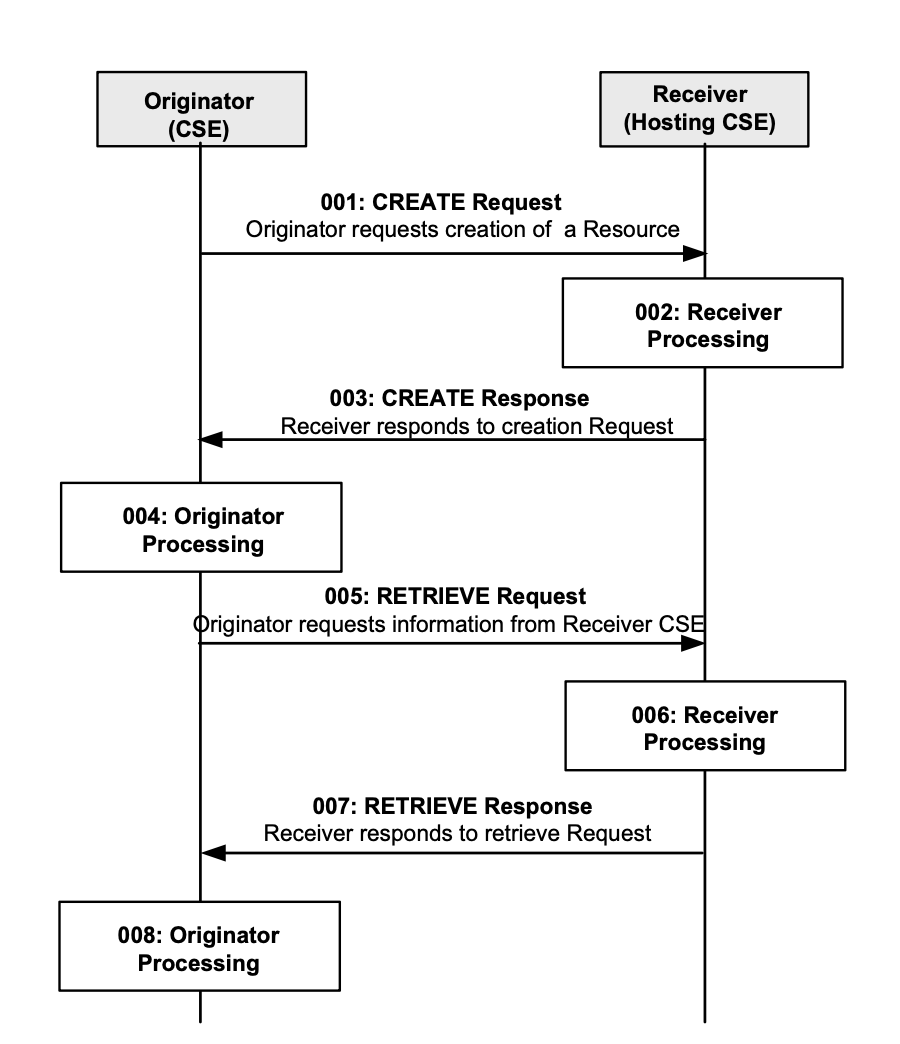 Originator
(CSE)
Receiver
(Hosting CSE)
001: CREATE Request
Originator requests creation of  a Resource
002: Receiver
Processing
003: CREATE Response
Receiver responds to creation Request
004: Originator
Processing
005: RETRIEVE Request
Originator requests information from Receiver CSE
006: Receiver
Processing
007: RETRIEVE Response
Receiver responds to retrieve Request
008: Originator
Processing